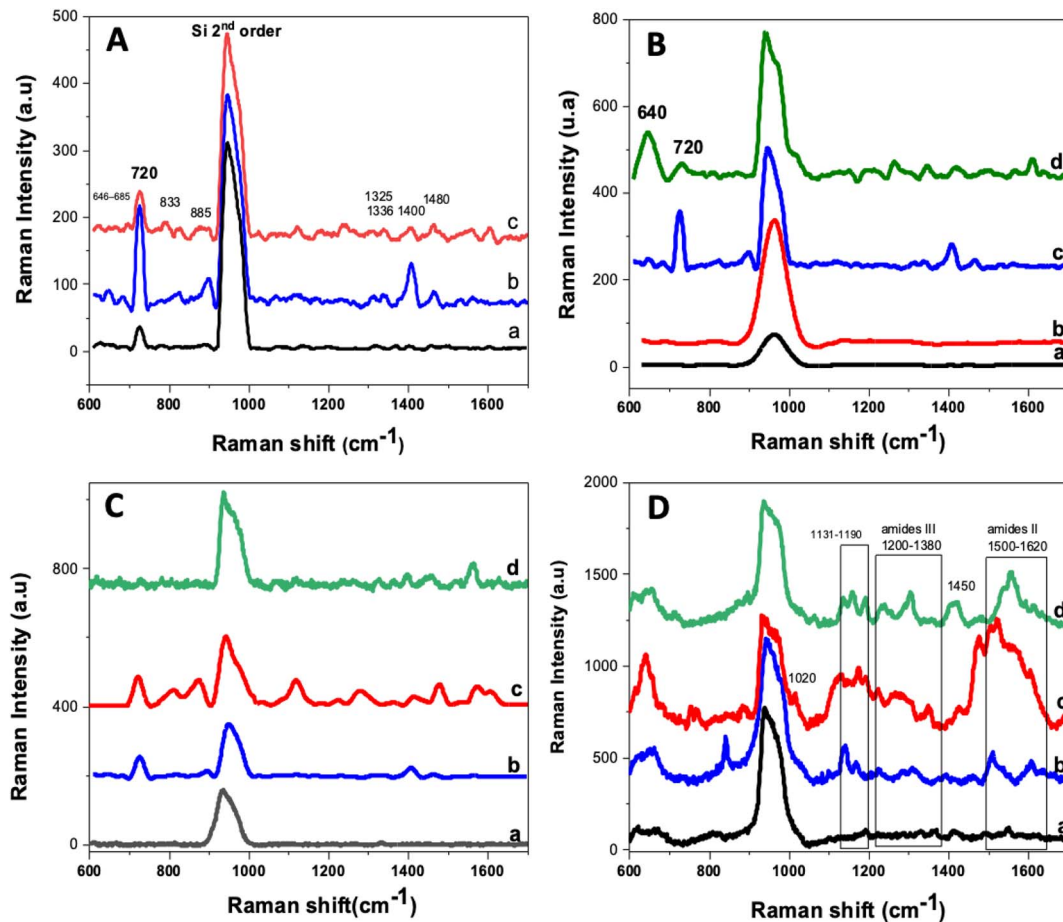 A
Si 2nd order
500
400
300
200
100
0
Raman Intensity (a.u)
646–685
720
833
885
1325
1336
1400
1480
c
b
a
600
800
1000
1200
1400
1600
Raman shift (cm-1)
B
800
600
400
200
0
Raman Intensity (u.a)
640
720
d
c
b
a
600
800
1000
1200
1400
1600
Raman shift (cm-1)
C
800
400
0
Raman Intensity (a.u)
d
c
b
a
600
800
1000
1200
1400
1600
Raman shift(cm-1)
D
2000
1500
1000
500
0
Raman Intensity (a.u)
1131-1190
amides III
1200-1380
amides II
1500-1620
1450
1020
d
c
b
a
600
800
1000
1200
1400
1600
Raman shift (cm-1)